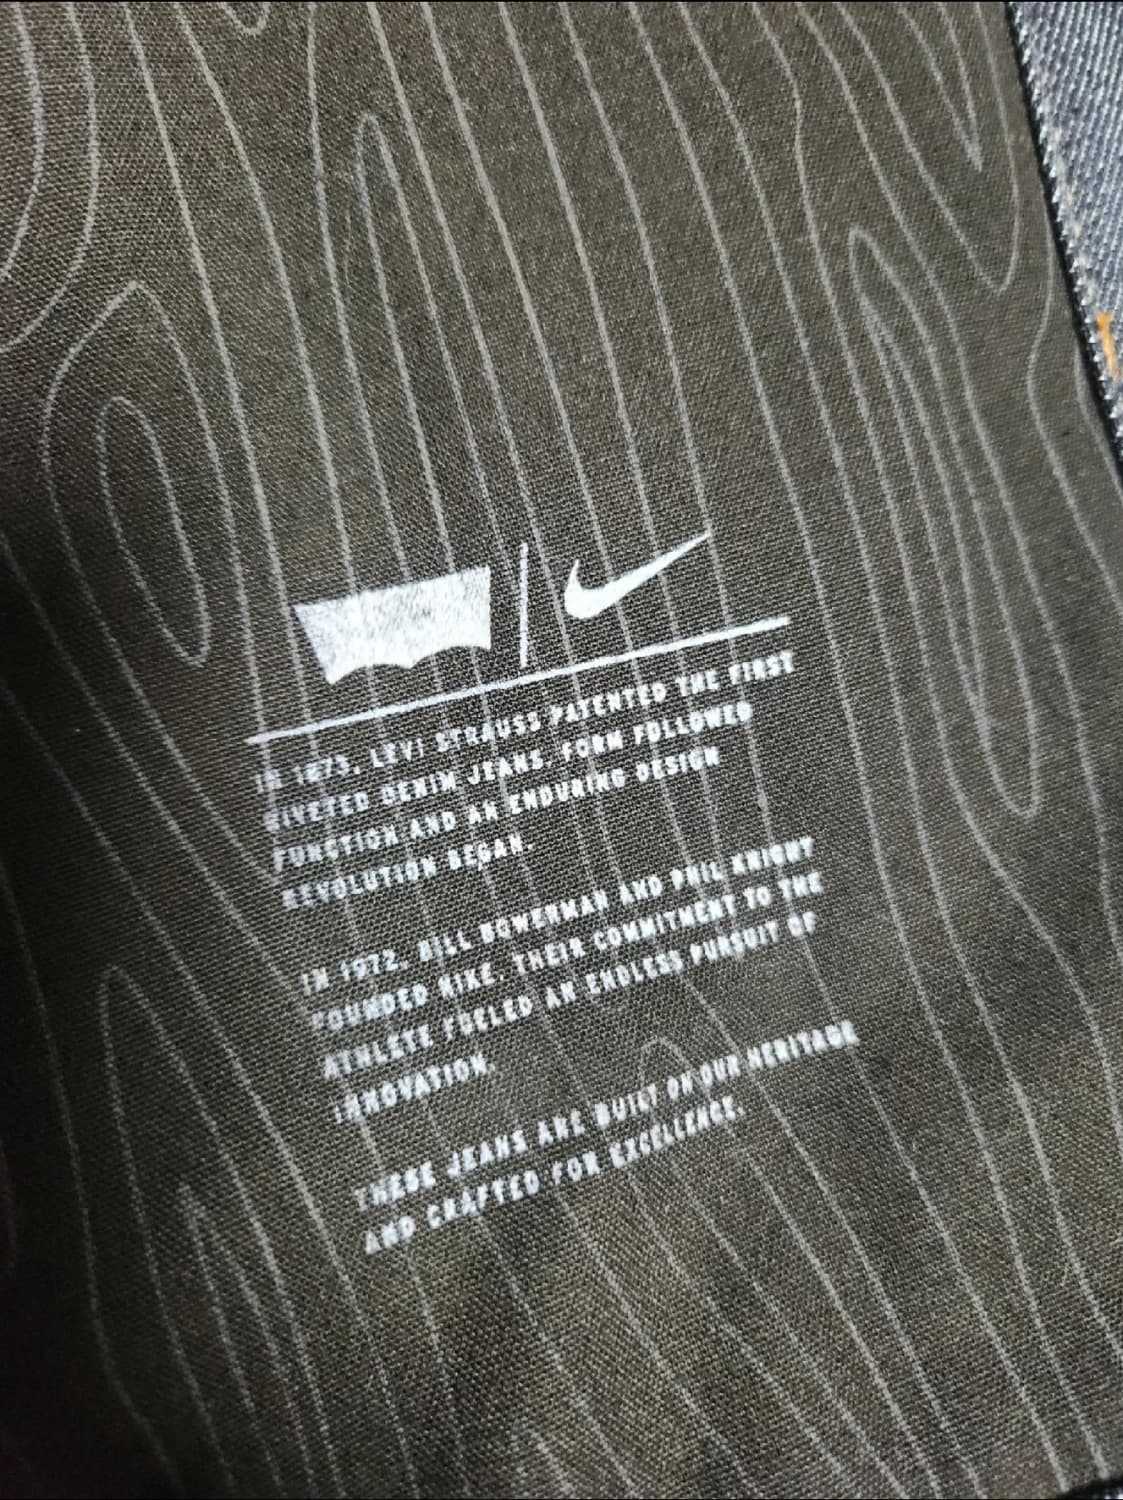 IN 1873, LEVI STRAUSS PATENTED THE FIRST
RIVETED DENIM JEANS. FORM FOLLOWED
FUNCTION AND AN ENDURING DESIGN
REVOLUTION BEGAN.
IN 1972, BILL BOWERMAN AND PHIL KNIGHT
FOUNDED NIKE. THEIR COMMITMENT TO THE
ATHLETE FUELED AN ENDLESS PURSUIT OF
INNOVATION.
THESE JEANS ARE BUILT ON OUR HERITAGE
AND CRAFTED FOR EXCELLENCE.